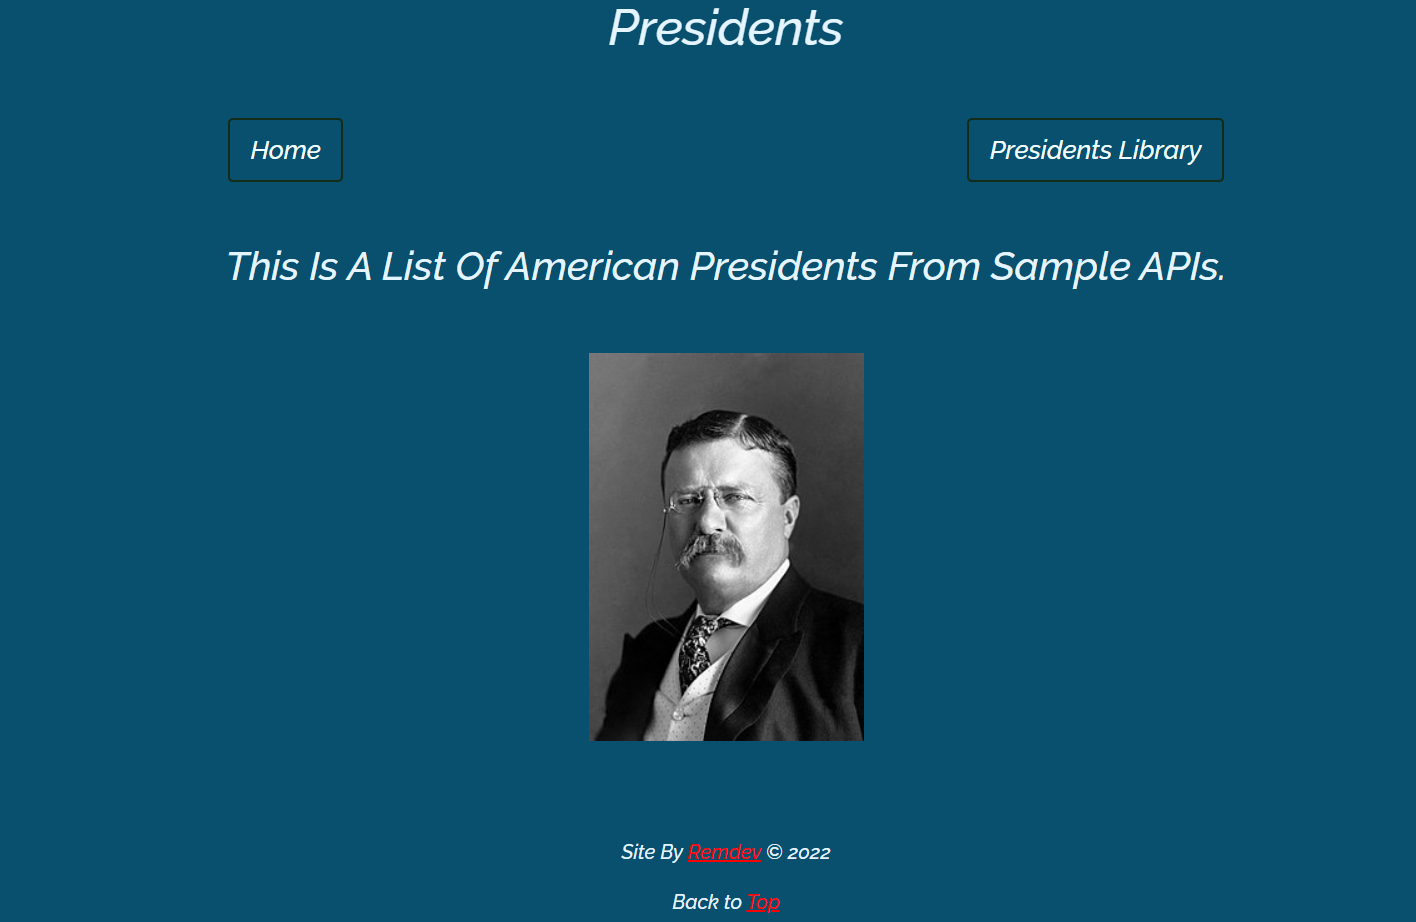 Presidents
Home
Presidents Library
This Is A List Of American Presidents From Sample APIs.
Site By Remdev © 2022
Back to Top